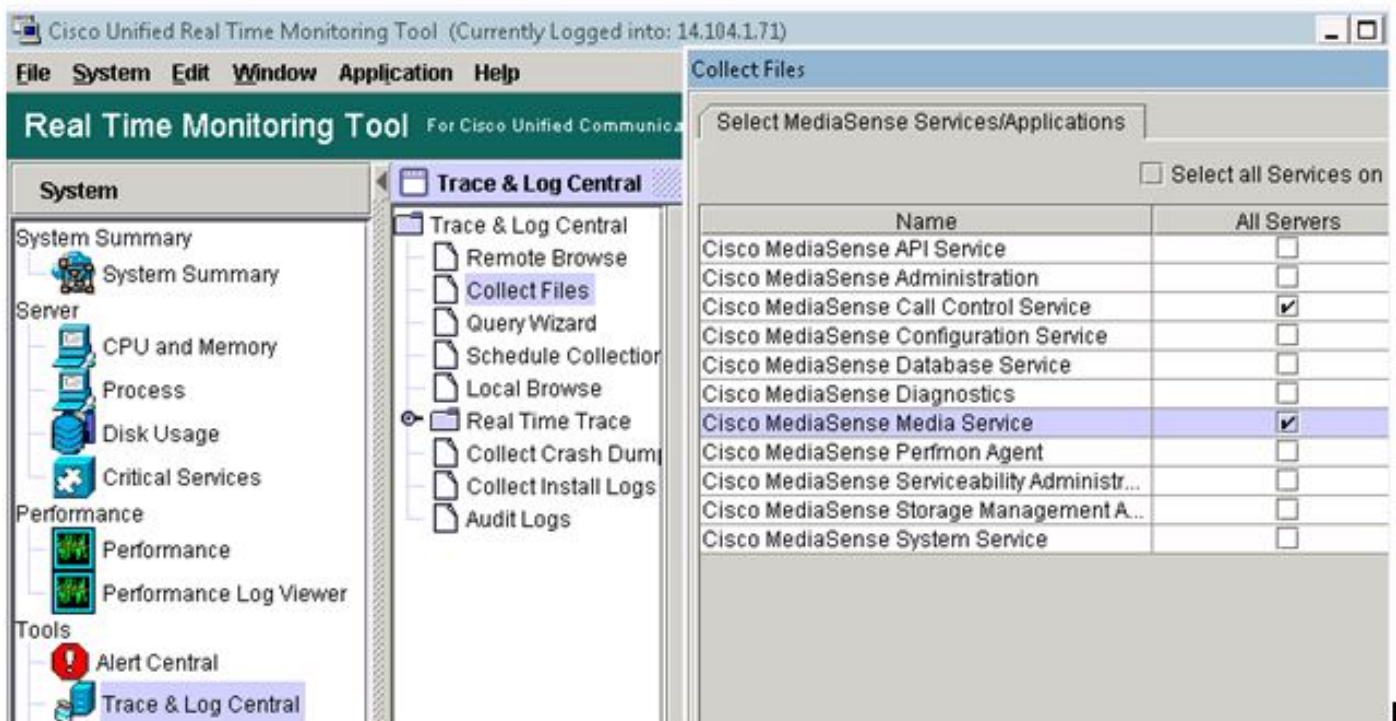 Cisco Unified Real Time Monitoring Tool (Currently Logged into: 14.104.1.71)
File System Edit Window Application Help
Real Time Monitoring Tool For Cisco Unified Communica
System
System Summary
System Summary
Server
CPU and Memory
Process
Disk Usage
Critical Services
Performance
Performance
Performance Log Viewer
Tools
Alert Central
Trace & Log Central
Trace & Log Central
Trace & Log Central
Remote Browse
Collect Files
Query Wizard
Schedule Collection
Local Browse
Real Time Trace
Collect Crash Dum
Collect Install Logs
Audit Logs
Collect Files
Select MediaSense Services/Applications
Select all Services on
Name All Servers
Cisco MediaSense API Service
Cisco MediaSense Administration
Cisco MediaSense Call Control Service
Cisco MediaSense Configuration Service
Cisco MediaSense Database Service
Cisco MediaSense Diagnostics
Cisco MediaSense Media Service
Cisco MediaSense Perfmon Agent
Cisco MediaSense Serviceability Administr...
Cisco MediaSense Storage Management A...
Cisco MediaSense System Service